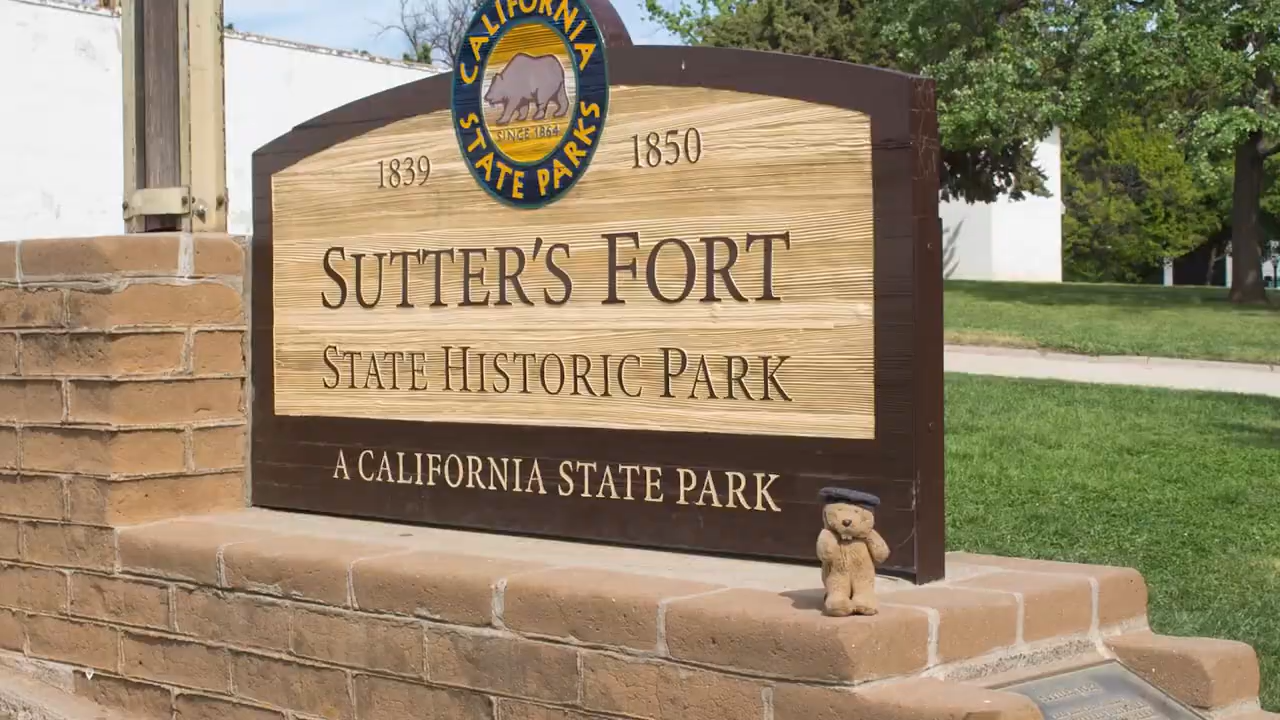 CALIFORNIA
SINCE 1864
STATE PARKS
1839 1850
SUTTER'S FORT
STATE HISTORIC PARK
A CALIFORNIA STATE PARK